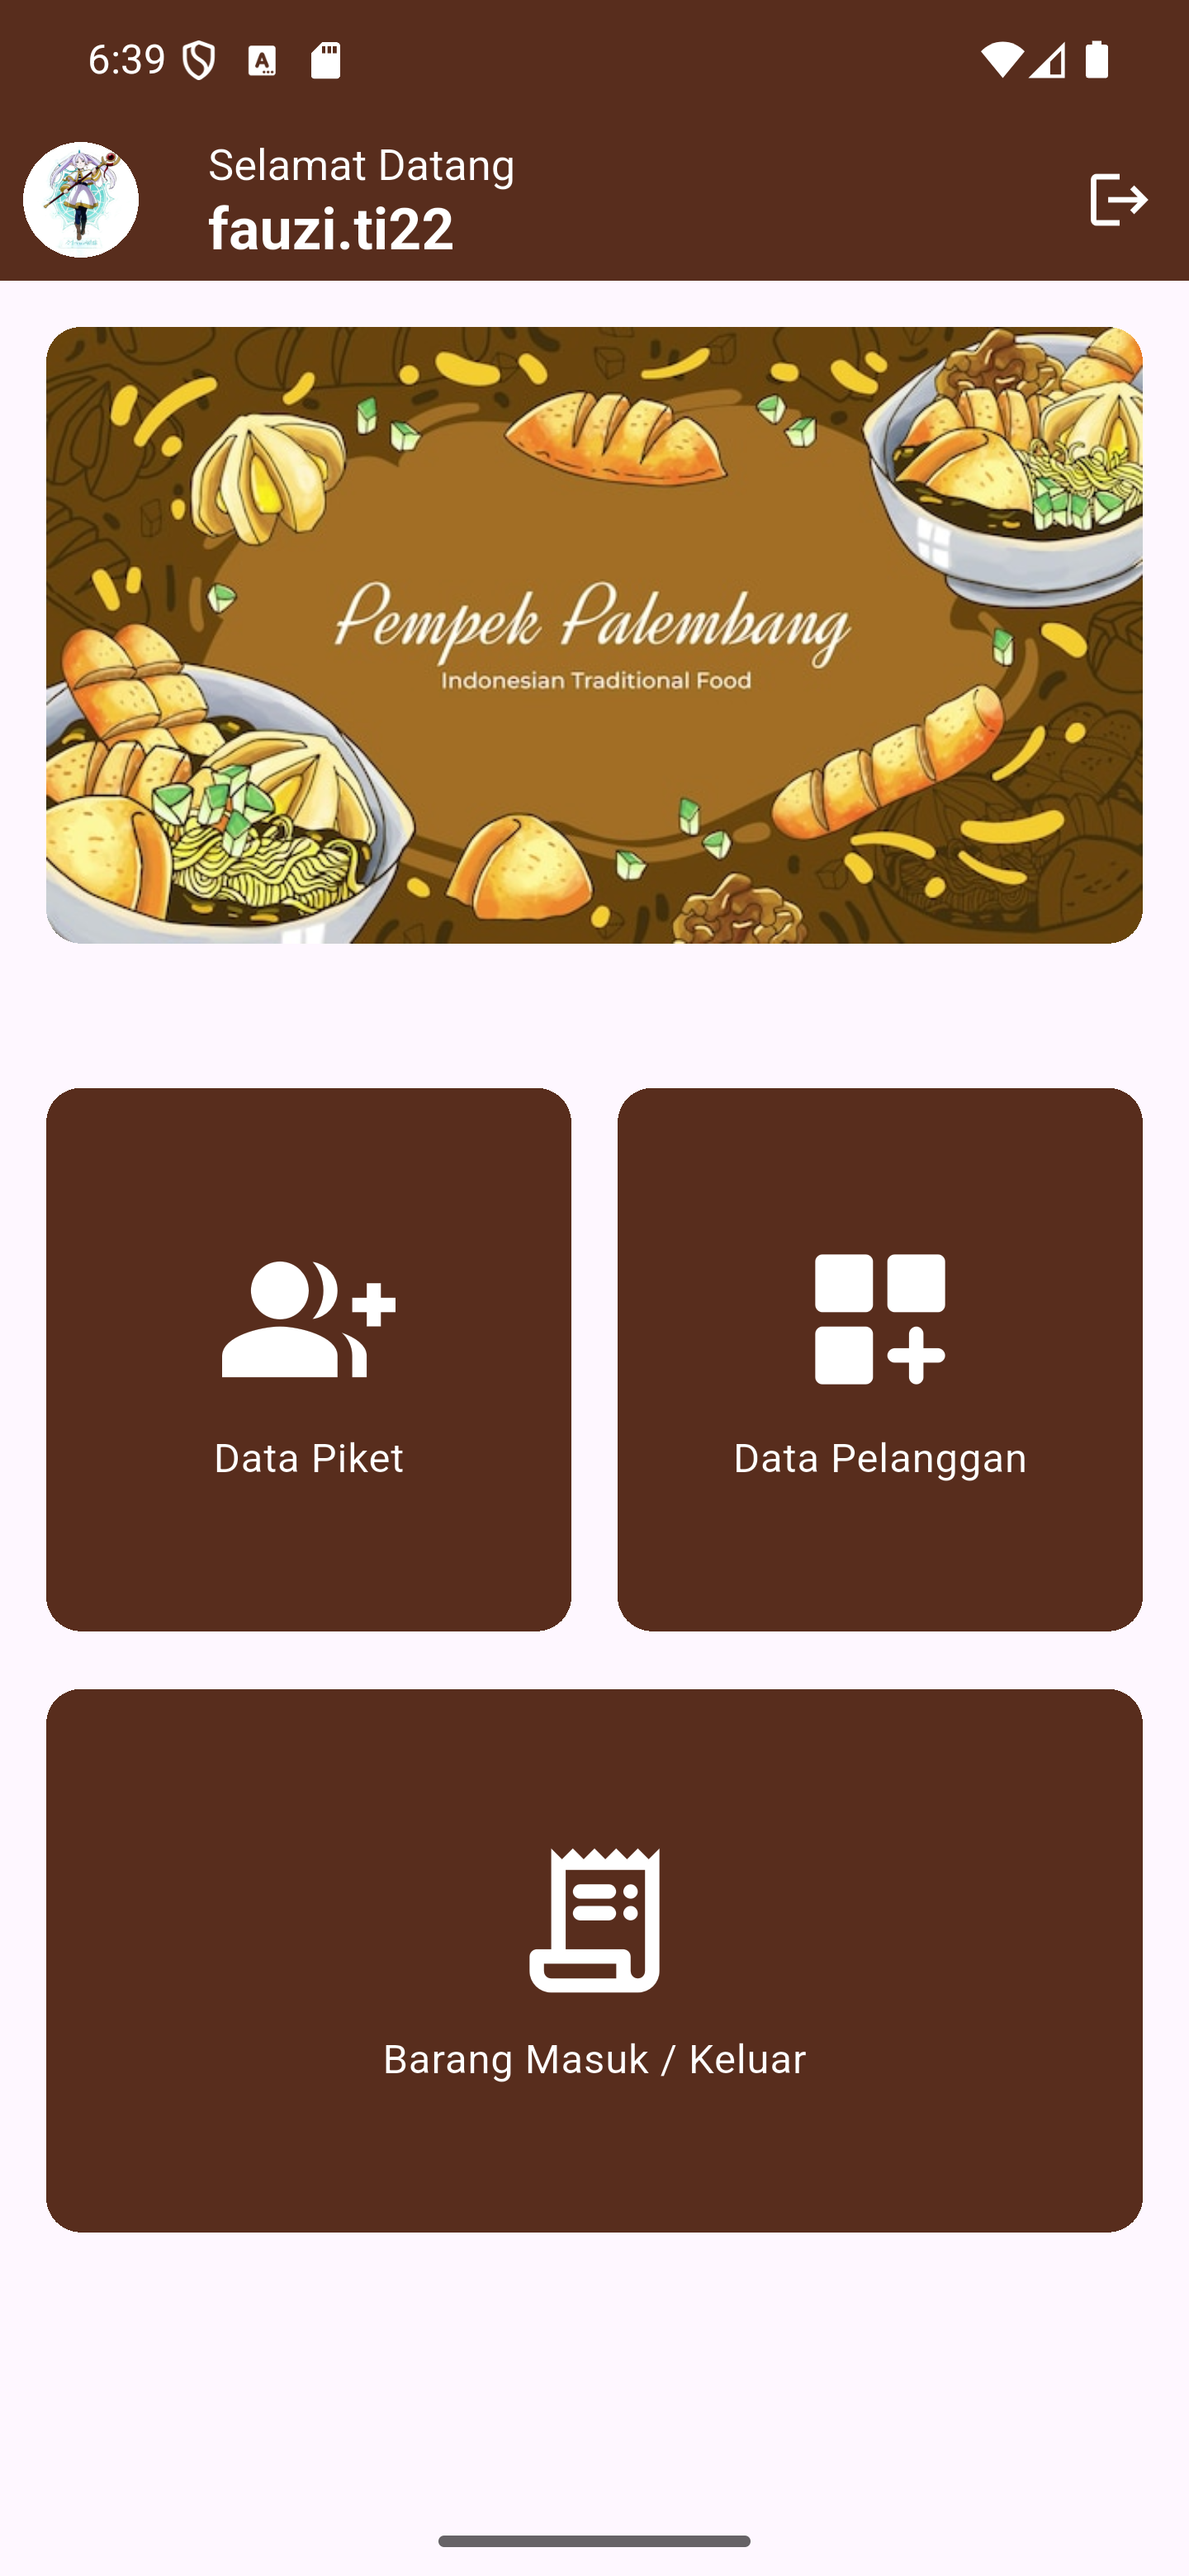 6:39
Selamat Datang
fauzi.ti22
Pempek Palembang
Indonesian Traditional Food
Data Piket
Data Pelanggan
Barang Masuk / Keluar